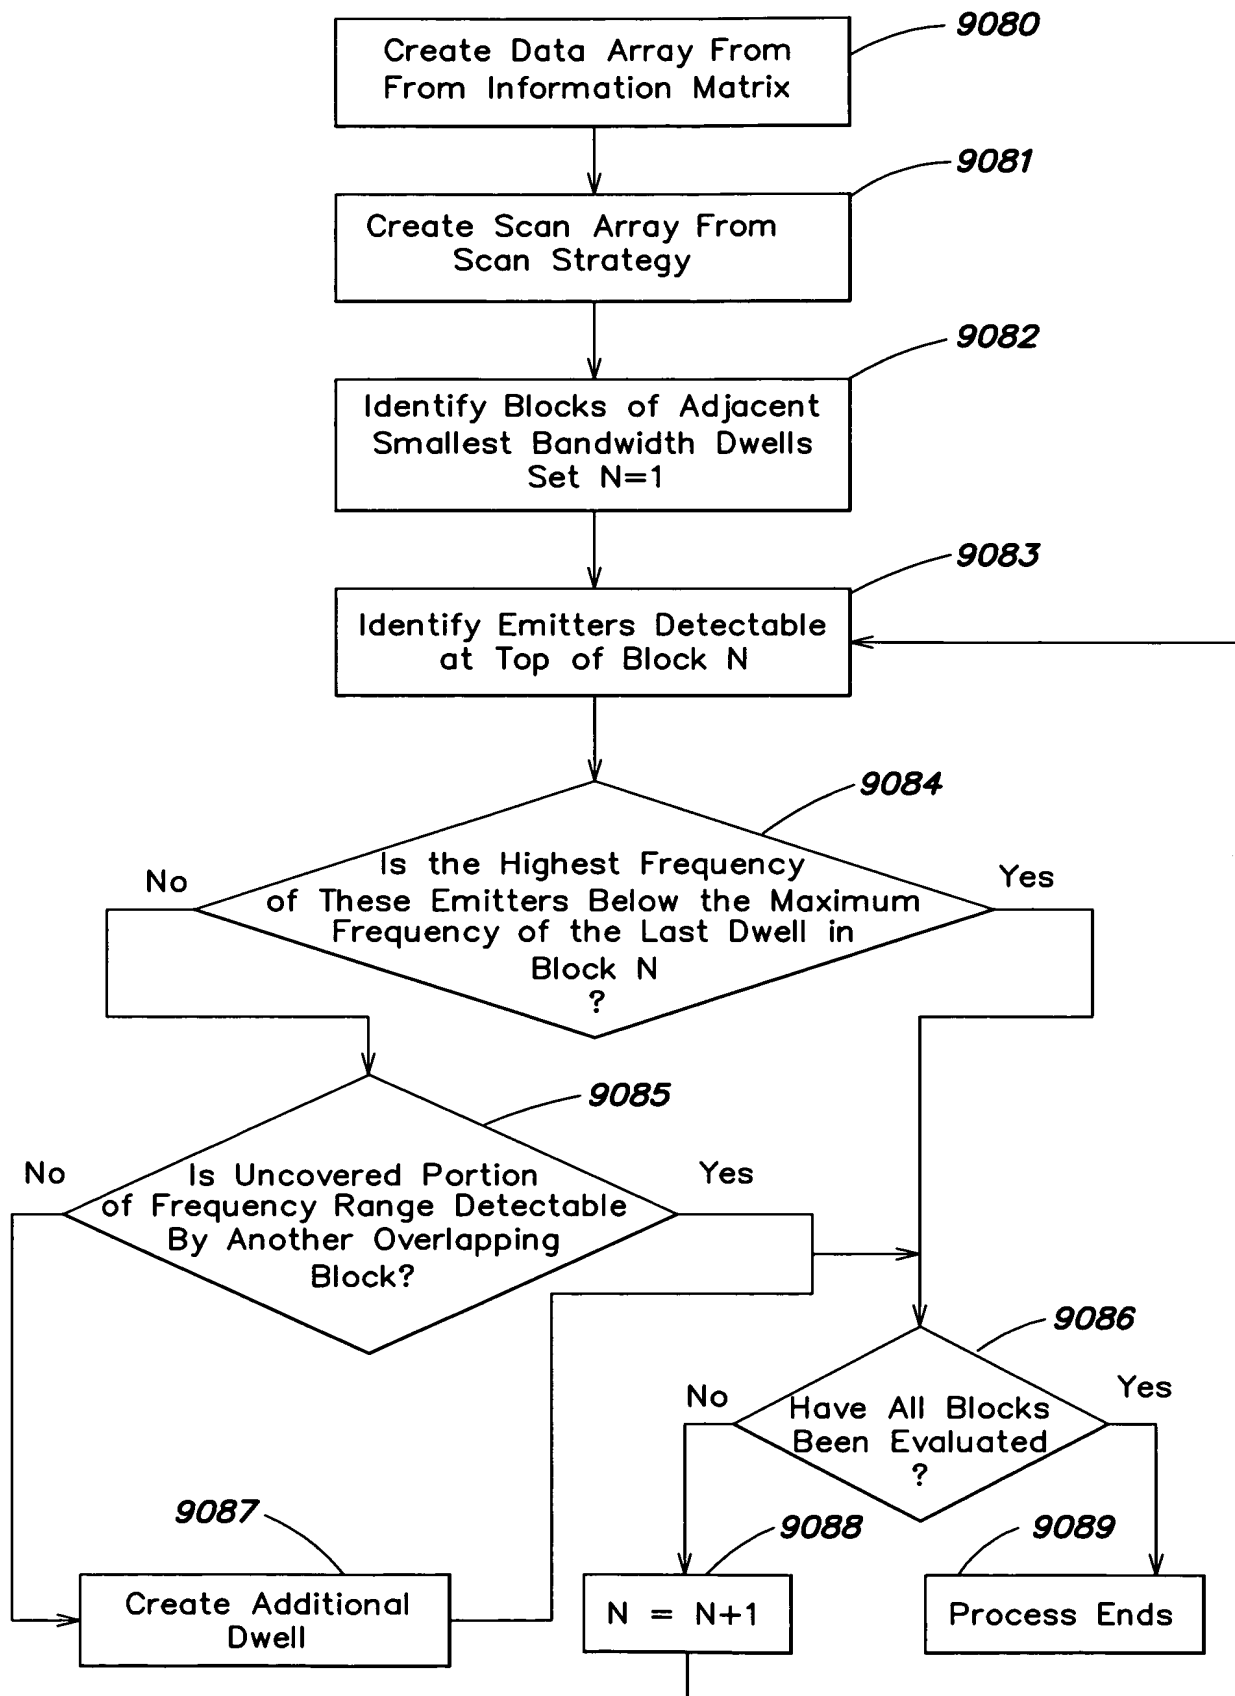 9080
Create Data Array From
From Information Matrix
9081
Create Scan Array From
Scan Strategy
9082
Identify Blocks of Adjacent
Smallest Bandwidth Dwells
Set N=1
9083
Identify Emitters Detectable
at Top of Block N
9084
No
Yes
Is the Highest Frequency
of These Emitters Below the Maximum
Frequency of the Last Dwell in
Block N
?
9085
No
Yes
Is Uncovered Portion
of Frequency Range Detectable
By Another Overlapping
Block?
9086
No
Yes
Have All Blocks
Been Evaluated
?
9087
Create Additional
Dwell
9088
N = N+1
9089
Process Ends